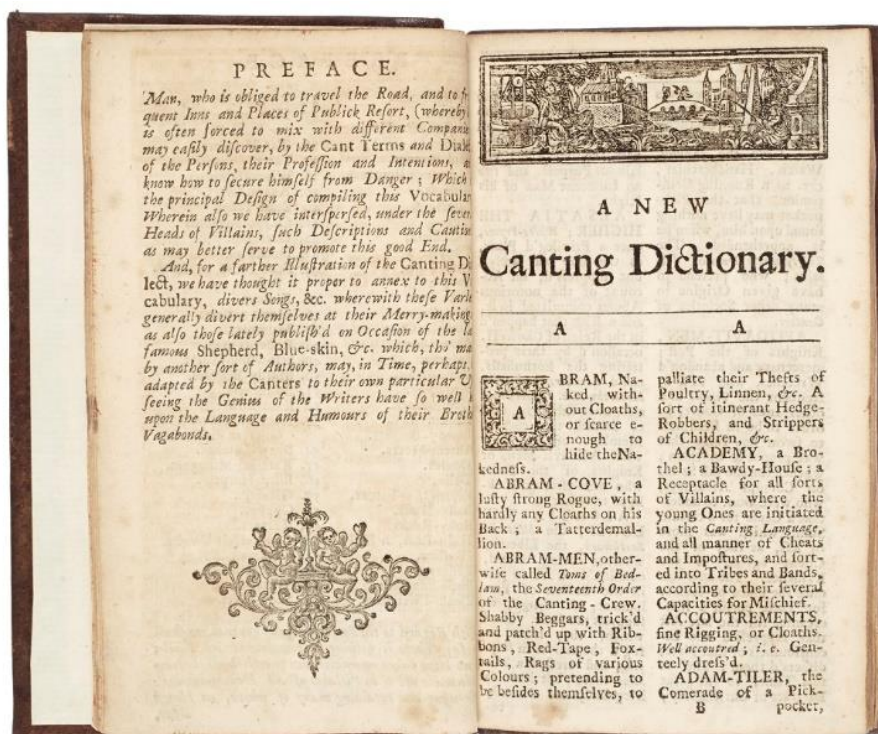 PREFACE.
Man, who is obliged to travel the Road, and to
quent Inns and Places of Publick Resort, (whereby
is often forced to mix with different
may easily discover, by the Cant Terms and
of the Persons, their Profession and Intentions,
know how to secure himself from Danger; Which
the principal Design of compiling this
Wherein also we have interspersed, under the
Heads of Villains, such Descriptions and
as may better serve to promote this good End.
And, for a farther Illustration of the Canting
lect, we have thought it proper to annex to this
cabulary, divers Songs, &c. wherewith these
generally divert themselves at their
as also those lately publish'd on Occasion of the
famous Shepherd, Blue-skin, &c. which, tho'
by another sort of Authors, may, in Time, perhaps
adapted by the Canters to their own particular
seeing the Genius of the Writers have so well
upon the Language and Humours of their
Vagabonds.
A NEW
Canting Dictionary.
A A
ABRAM, Na-
ked, with-
out Cloaths,
or scarce e-
nough to
hide the Na-
kedness.
ABRAM-COVE, a
lusty strong Rogue, with
hardly any Cloaths on his
Back; a Tatterdemal-
lion.
ABRAM-MEN, other-
wise called Toms of Bed-
lam, the Seventeenth Order
of the Canting-Crew.
Shabby Beggars, trick'd
and patch'd up with Rib-
bons, Red-Tape, Fox-
tails, Rags of various
Colours; pretending to
be besides themselves, to
palliate their Thefts of
Poultry, Linnen, &c. A
sort of itinerant Hedge-
Robbers, and Strippers
of Children, &c.
ACADEMY, a Bro-
thel; a Bawdy-House; a
Receptacle for all sorts
of Villains, where the
young Ones are initiated
in the Canting Language,
and all manner of Cheats
and Impostures, and sort-
ed into Tribes and Bands,
according to their several
Capacities for Mischief.
ACCOUTREMENTS,
fine Rigging, or Cloaths.
Well accoutred; i. e. Gen-
teely dress'd.
ADAM-TILER, the
Comerade of a Pick-
B pocket,